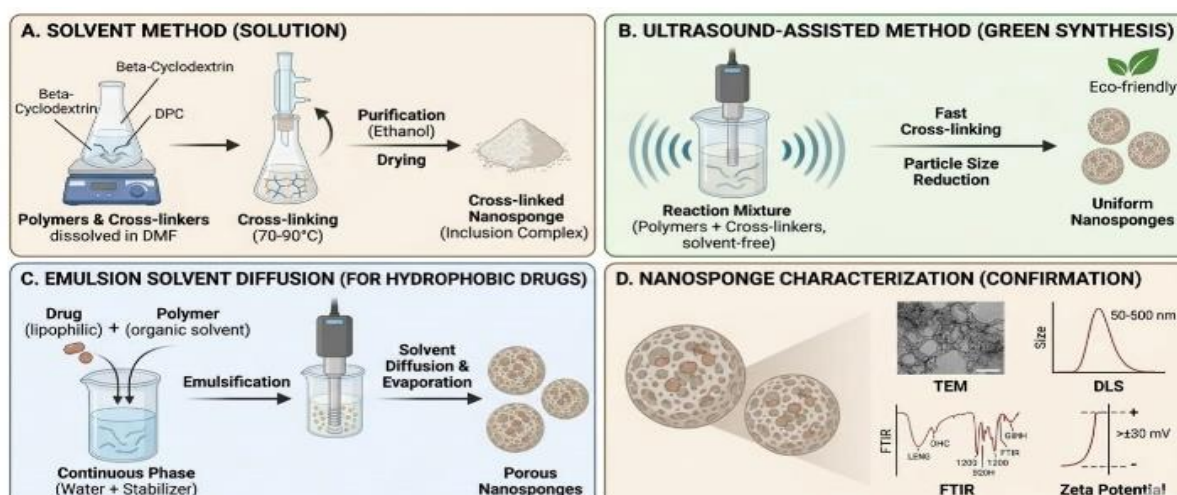 A. SOLVENT METHOD (SOLUTION)
Beta-Cyclodextrin
Beta-
Cyclodextrin
DPC
Polymers & Cross-linkers
dissolved in DMF
Cross-linking
(70-90°C)
Purification
(Ethanol)
Drying
Cross-linked
Nanosponge
(Inclusion Complex)
B. ULTRASOUND-ASSISTED METHOD (GREEN SYNTHESIS)
Eco-friendly
Reaction Mixture
(Polymers + Cross-linkers,
solvent-free)
Fast
Cross-linking
Particle Size
Reduction
Uniform
Nanosponges
C. EMULSION SOLVENT DIFFUSION (FOR HYDROPHOBIC DRUGS)
Drug
(lipophilic)
+
Polymer
(organic solvent)
Continuous Phase
(Water + Stabilizer)
Emulsification
Solvent
Diffusion &
Evaporation
Porous
Nanosponges
D. NANOSPONGE CHARACTERIZATION (CONFIRMATION)
TEM
Size
50-500 nm
DLS
FTIR
LENG
OHC
1200
1200
FTIR
FTIR
+
>±30 mV
-
Zeta Potential